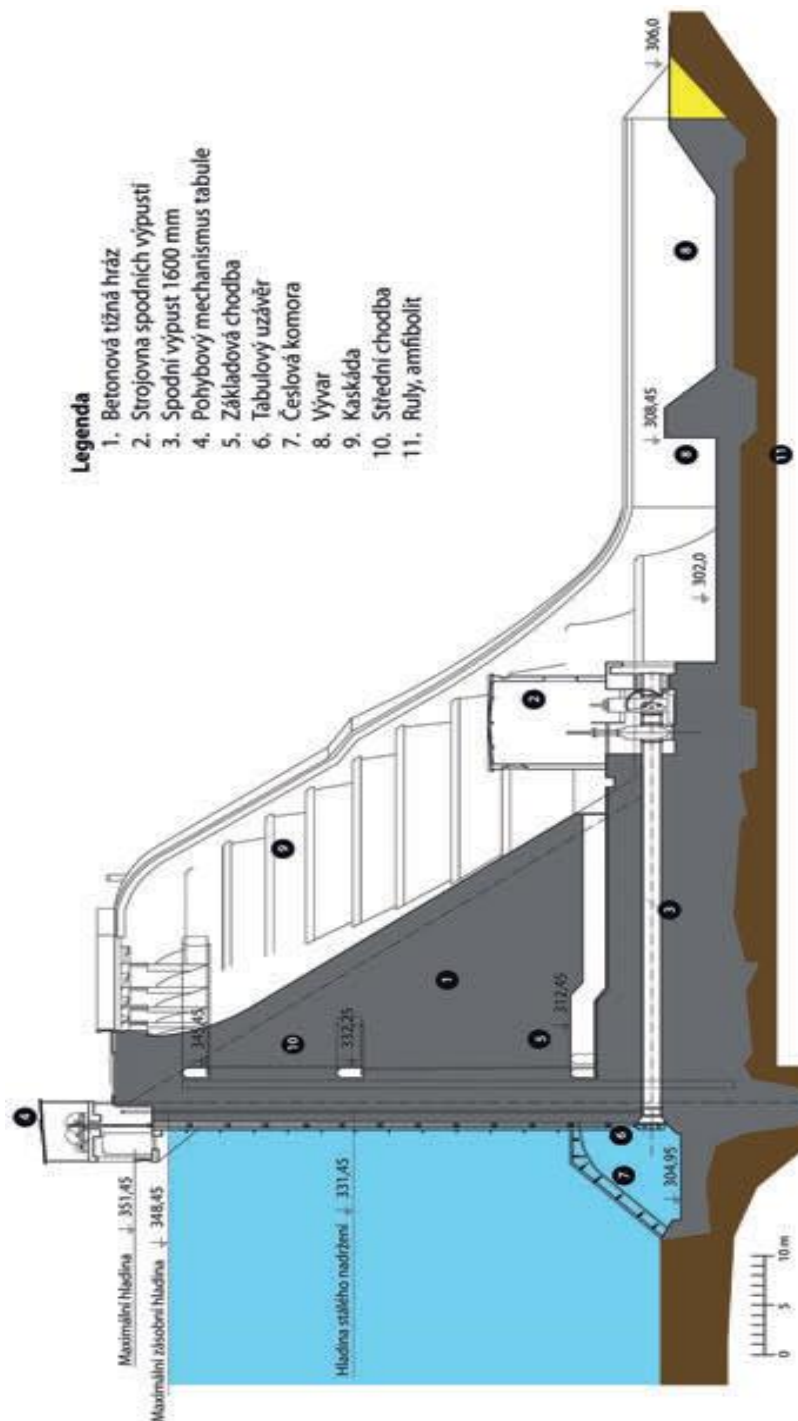 Legenda
1. Betonová tížná hráz
2. Strojovna spodních výpustí
3. Spodní výpust 1600 mm
4. Pohybový mechanismus tabule
5. Základová chodba
6. Tabulový uzávěr
7. Česlová komora
8. Vývar
9. Kaskáda
10. Střední chodba
11. Ruly, amfibolit
4
Maximální hladina 351,45
Maximální zásobní hladina 348,45
Hladina stálého nadržení 331,45
10
332,25
9
1
2
5
312,45
6
7
304,95
3
302,0
308,45
8
8
306,0
11
0 5 10 m